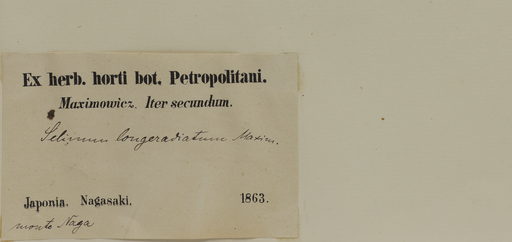 Ex herb. horti bot. Petropolitani.
Maximowicz. Iter secundum.
Selinum longeradiatum Maxim.
Japonia. Nagasaki. 1863.
monte Naga